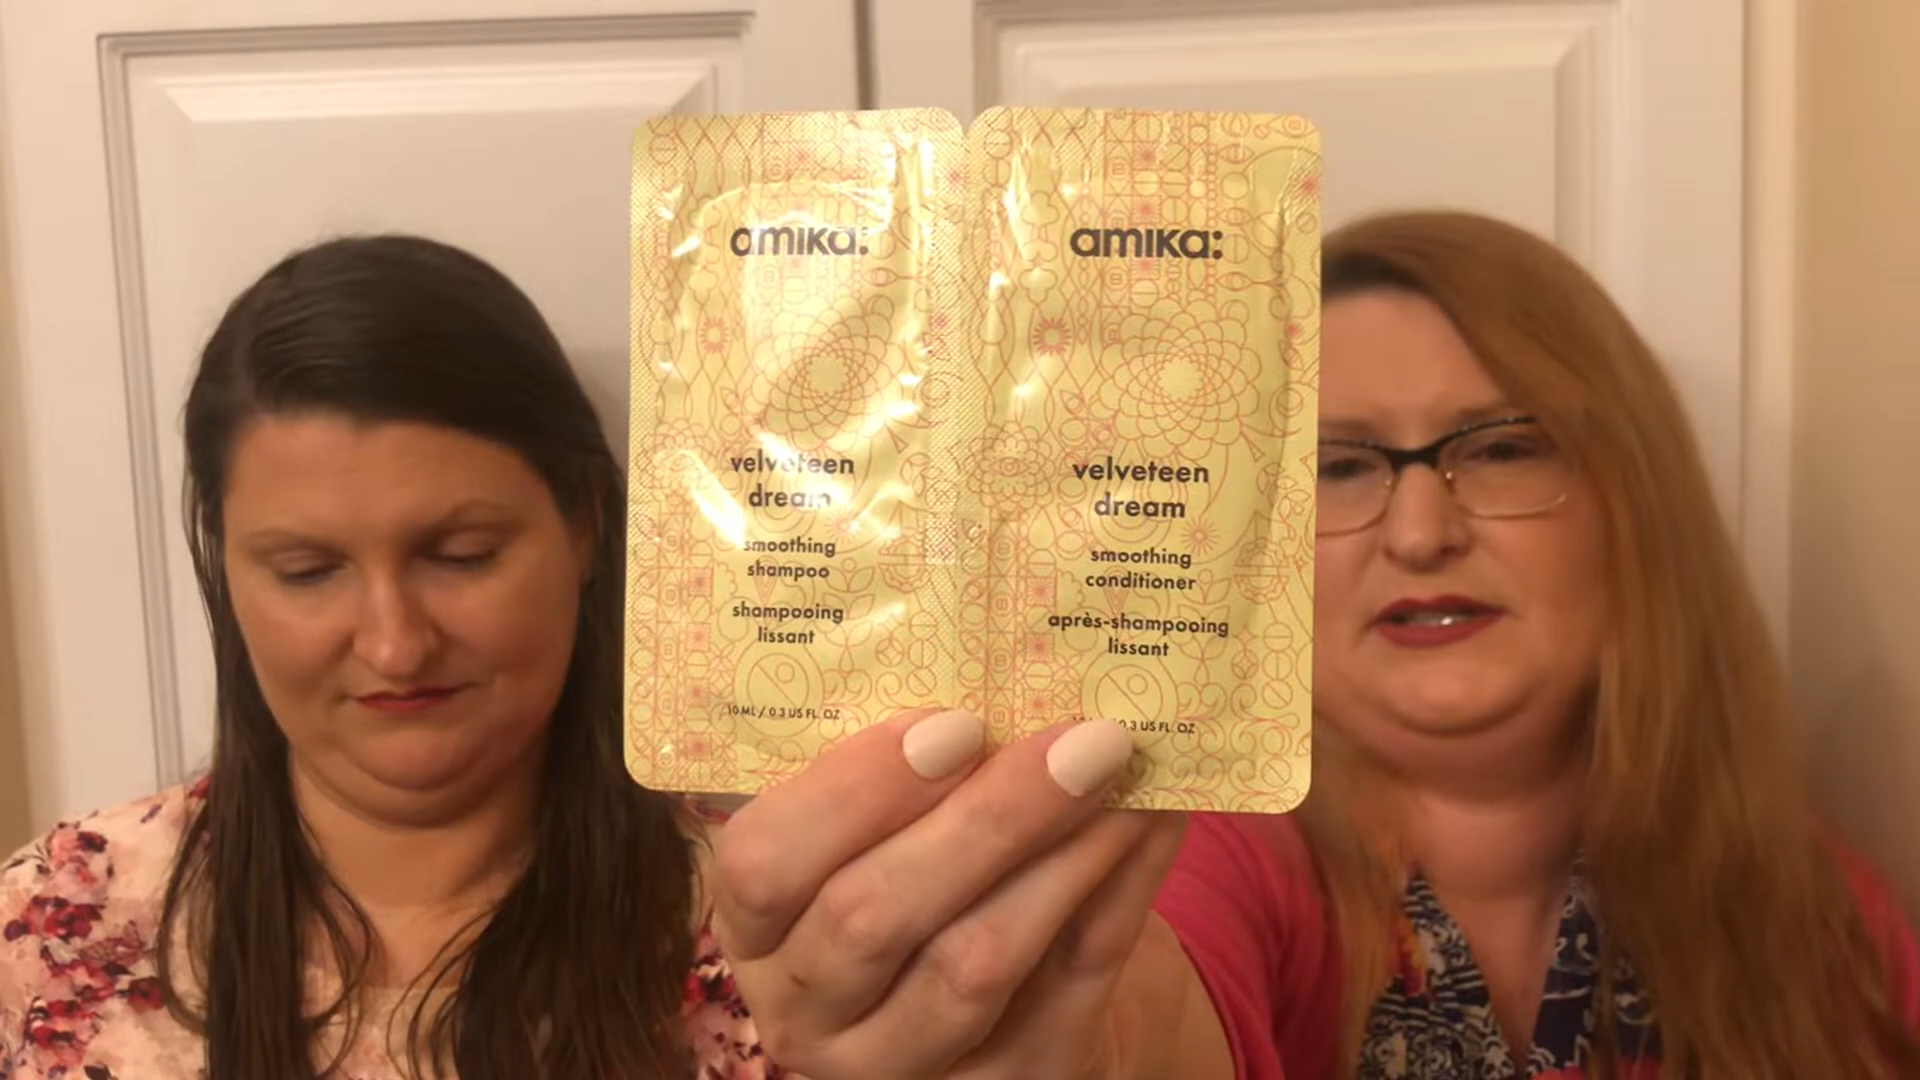 amika:
velveteen
dream
smoothing
shampoo
shampooing
lissant
10 ML / 0.3 US FL. OZ
amika:
velveteen
dream
smoothing
conditioner
après-shampooing
lissant
0.3 US FL. OZ